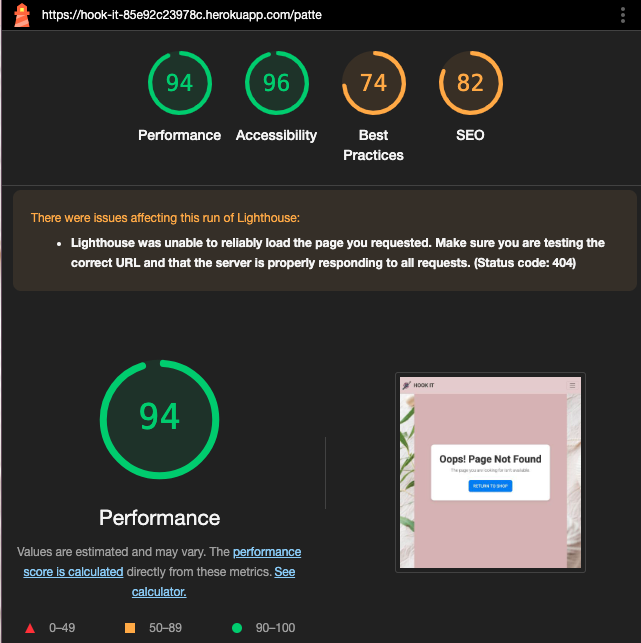 https://hook-it-85e92c23978c.herokuapp.com/patte
94 96 74 82
Performance Accessibility Best Practices SEO
There were issues affecting this run of Lighthouse:
• Lighthouse was unable to reliably load the page you requested. Make sure you are testing the
correct URL and that the server is properly responding to all requests. (Status code: 404)
94
Performance
Values are estimated and may vary. The performance
score is calculated directly from these metrics. See
calculator.
0–49 50–89 90–100
HOOK IT
Oops! Page Not Found
The page you are looking for isn't available.
RETURN TO SHOP